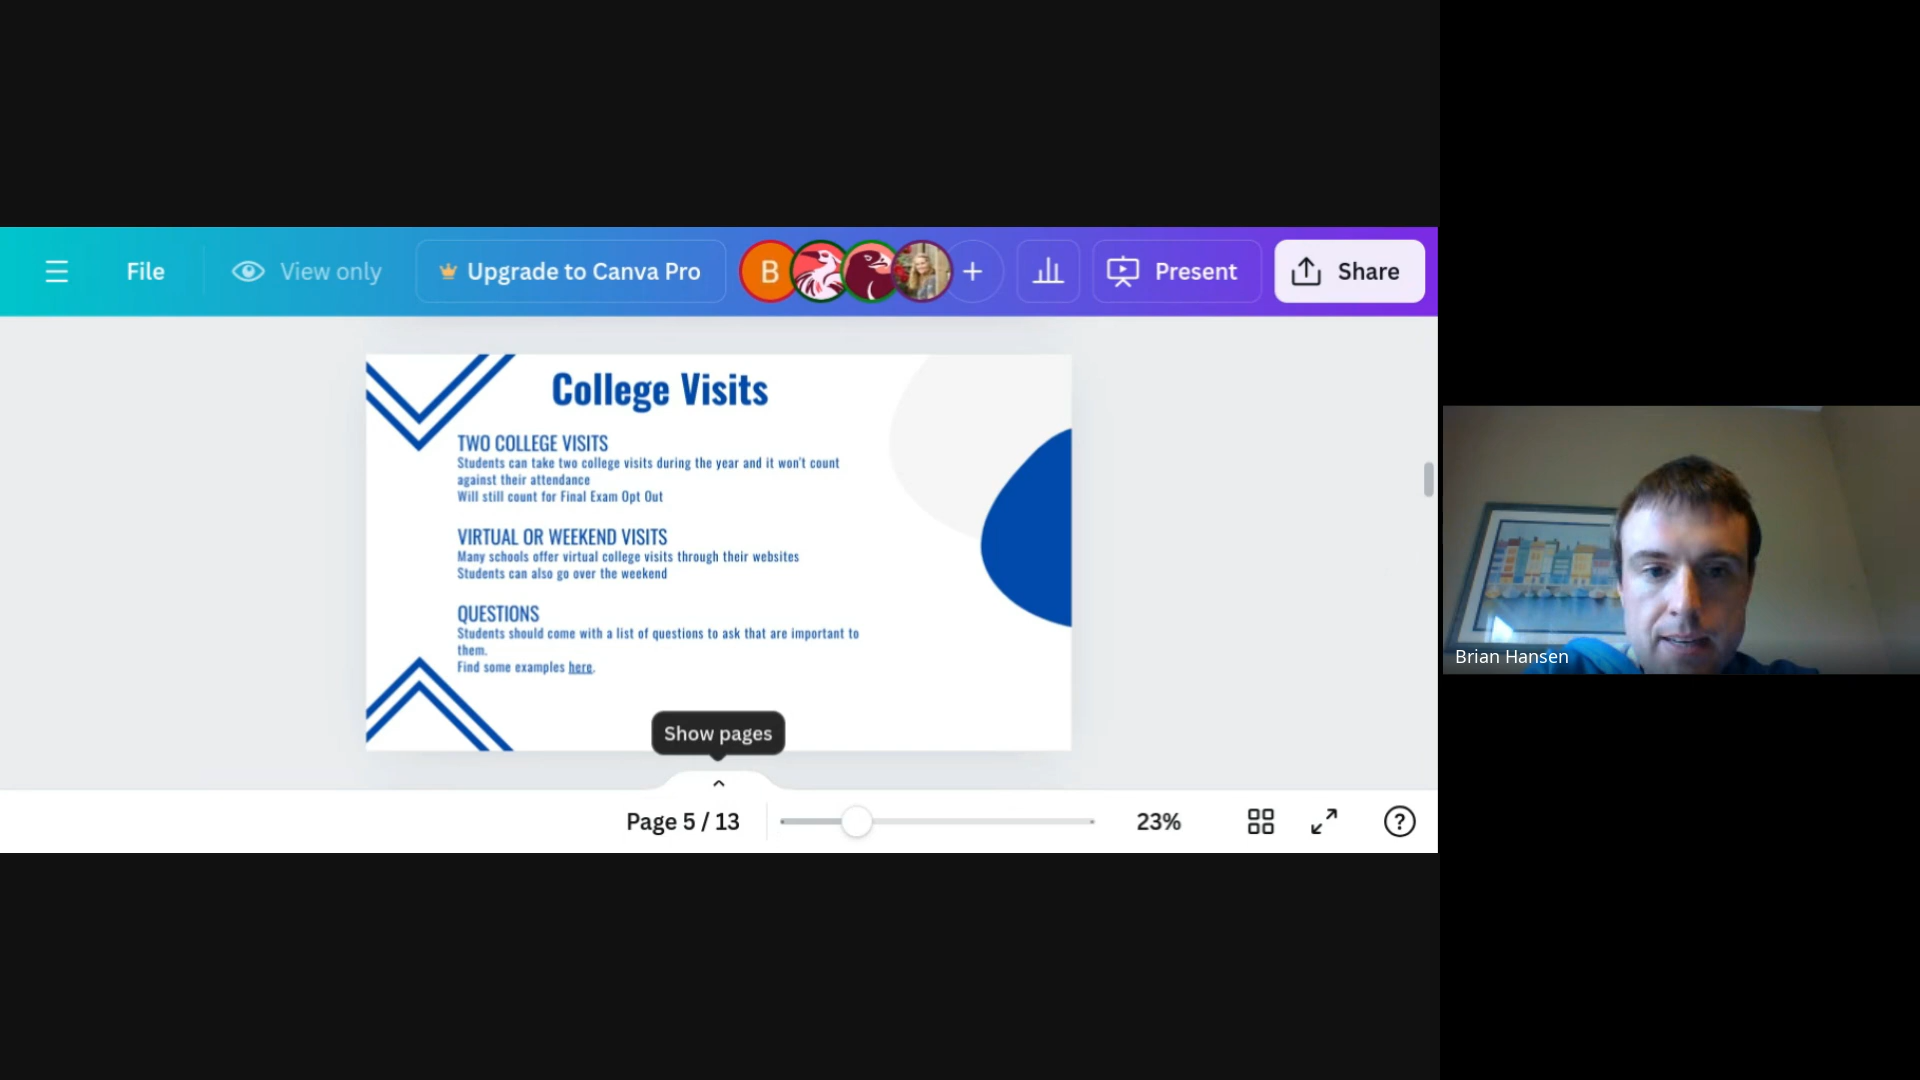 File
View only
Upgrade to Canva Pro
B
+
Present
Share
College Visits
TWO COLLEGE VISITS
Students can take two college visits during the year and it won't count
against their attendance
Will still count for Final Exam Opt Out
VIRTUAL OR WEEKEND VISITS
Many schools offer virtual college visits through their websites
Students can also go over the weekend
QUESTIONS
Students should come with a list of questions to ask that are important to
them.
Find some examples here.
Show pages
Page 5 / 13
23%
?
Brian Hansen